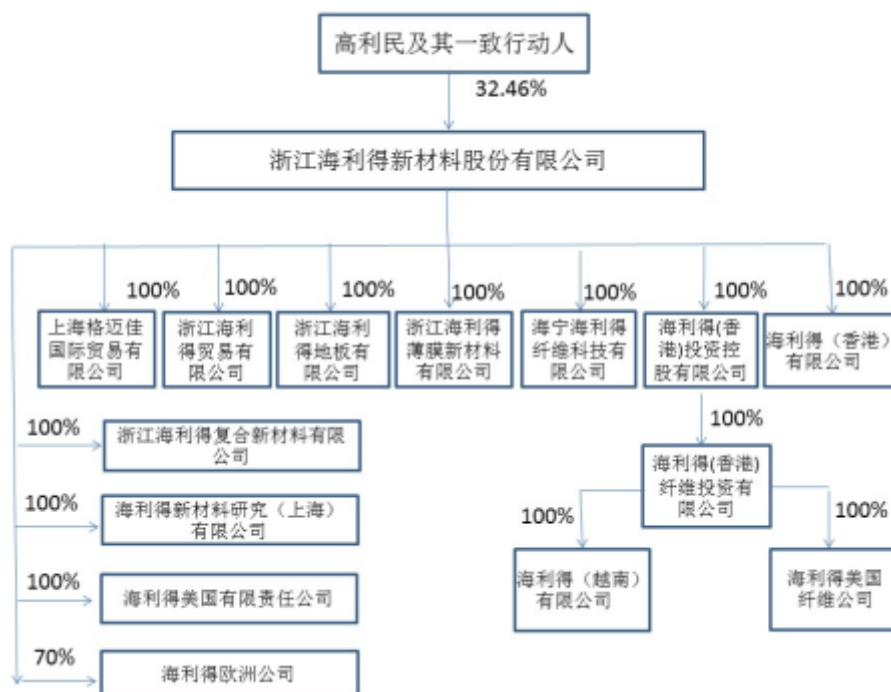 高利民及其一致行动人
32.46%
浙江海利得新材料股份有限公司
100%
100%
100%
100%
100%
100%
100%
上海格迈佳
国际贸易有
限公司
浙江海利
得贸易有
限公司
浙江海利
得地板有
限公司
浙江海利得
薄膜新材料
有限公司
海宁海利得
纤维科技有
限公司
海利得(香
港)投资控
股有限公司
海利得（香港）
有限公司
100%
浙江海利得复合新材料有限
公司
100%
海利得新材料研究（上海）
有限公司
100%
海利得美国有限责任公司
70%
海利得欧洲公司
100%
海利得(香港)
纤维投资有
限公司
100%
100%
海利得（越南）
有限公司
海利得美国
纤维公司